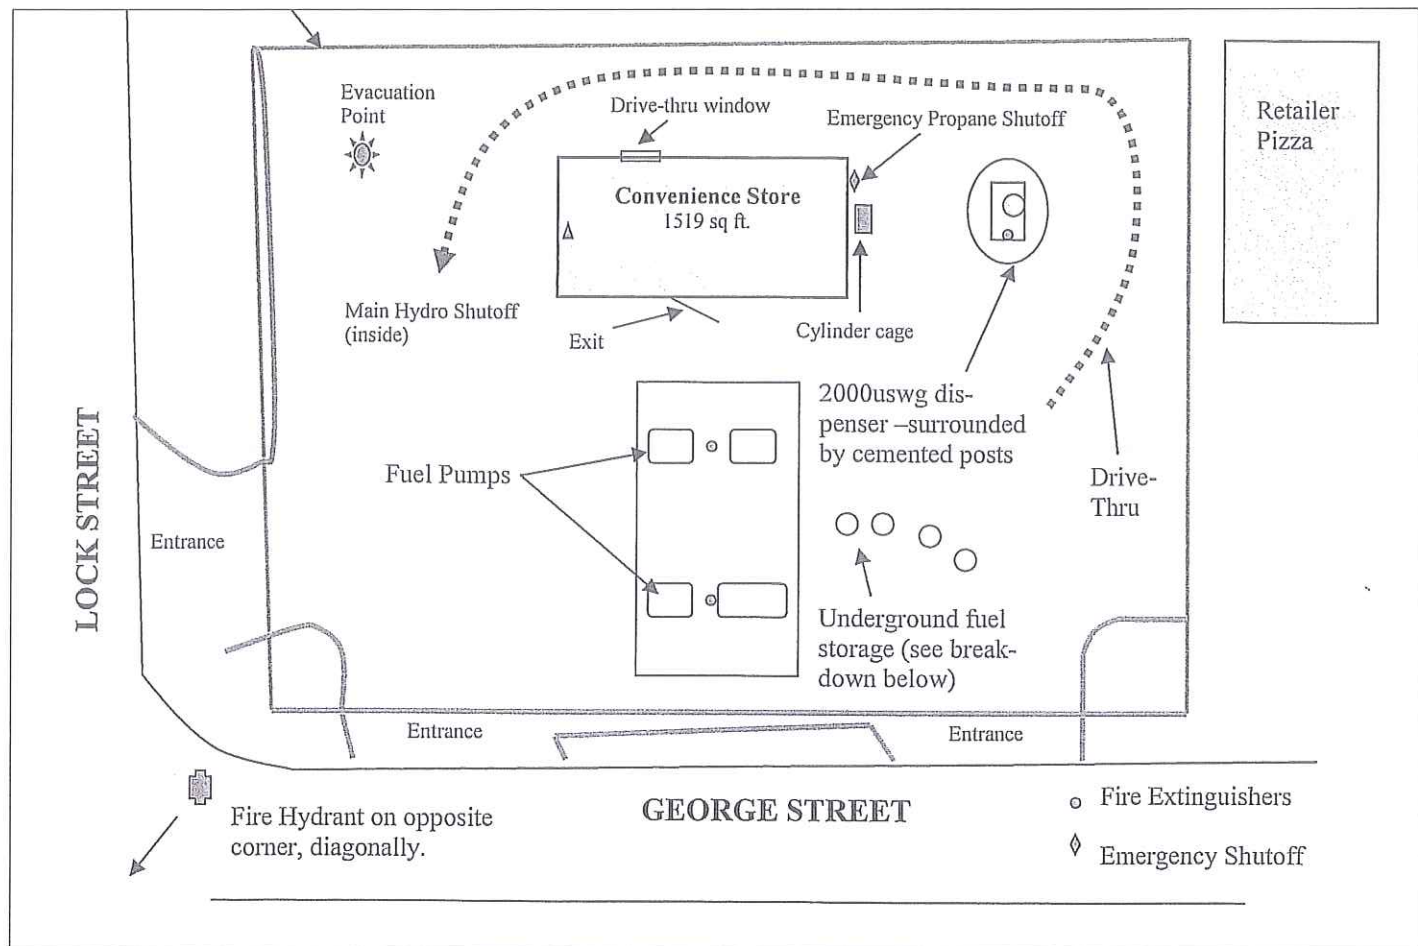 Evacuation
Point
Drive-thru window
Emergency Propane Shutoff
Retailer
Pizza
Convenience Store
1519 sq ft.
Main Hydro Shutoff
(inside)
Exit
Cylinder cage
2000uswg dis-
penser –surrounded
by cemented posts
Fuel Pumps
Drive-
Thru
LOCK STREET
Entrance
Underground fuel
storage (see break-
down below)
Entrance
Entrance
Fire Hydrant on opposite
corner, diagonally.
GEORGE STREET
Fire Extinguishers
Emergency Shutoff